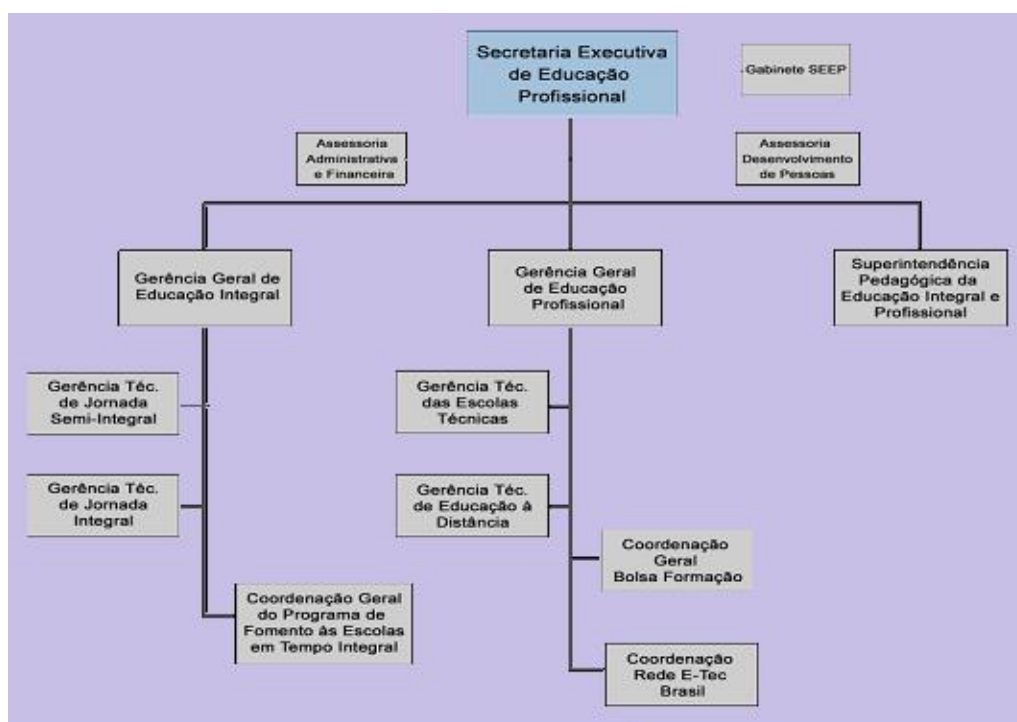 Secretaria Executiva
de Educação
Profissional
Gabinete SEEP
Assessoria
Administrativa
e Financeira
Assessoria
Desenvolvimento
de Pessoas
Gerência Geral de
Educação Integral
Gerência Geral
de Educação
Profissional
Superintendência
Pedagógica da
Educação Integral e
Profissional
Gerência Téc.
de Jornada
Semi-Integral
Gerência Téc.
das Escolas
Técnicas
Gerência Téc.
de Jornada
Integral
Gerência Téc.
de Educação à
Distância
Coordenação
Geral
Bolsa Formação
Coordenação Geral
do Programa de
Fomento às Escolas
em Tempo Integral
Coordenação
Rede E-Tec
Brasil